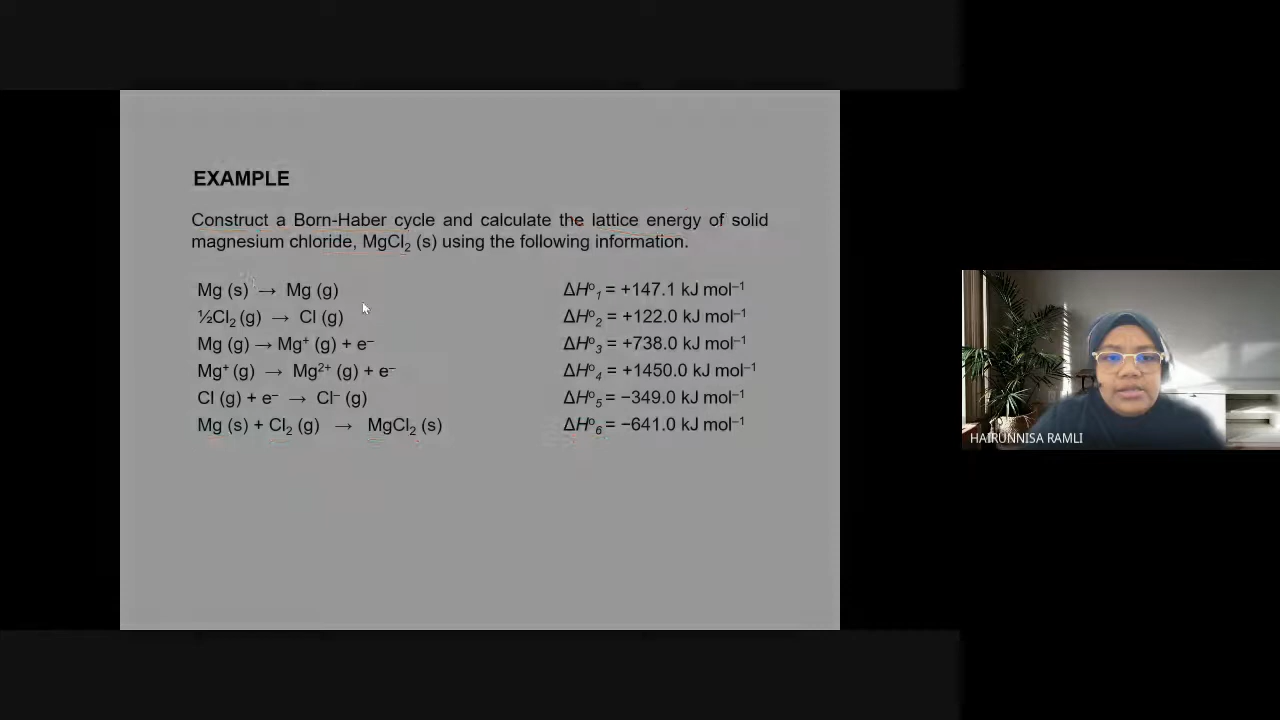 EXAMPLE
Construct a Born-Haber cycle and calculate the lattice energy of solid
magnesium chloride, MgCl₂ (s) using the following information.
Mg (s) → Mg (g) ΔH°₁ = +147.1 kJ mol⁻¹
½Cl₂ (g) → Cl (g) ΔH°₂ = +122.0 kJ mol⁻¹
Mg (g) → Mg⁺ (g) + e⁻ ΔH°₃ = +738.0 kJ mol⁻¹
Mg⁺ (g) → Mg²⁺ (g) + e⁻ ΔH°₄ = +1450.0 kJ mol⁻¹
Cl (g) + e⁻ → Cl⁻ (g) ΔH°₅ = −349.0 kJ mol⁻¹
Mg (s) + Cl₂ (g) → MgCl₂ (s) ΔH°₆ = −641.0 kJ mol⁻¹
HAIRUNNISA RAMLI